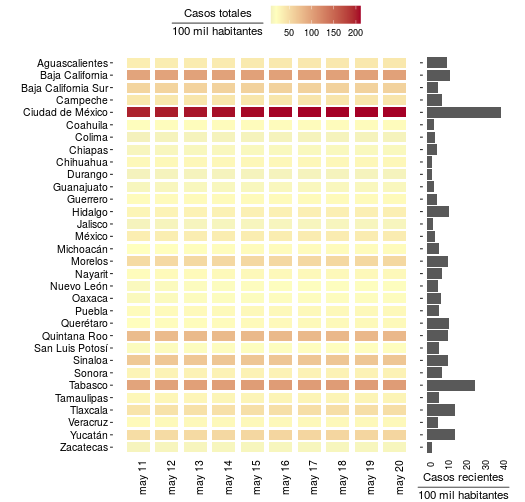 Casos totales
100 mil habitantes
50 100 150 200
Aguascalientes
Baja California
Baja California Sur
Campeche
Ciudad de México
Coahuila
Colima
Chiapas
Chihuahua
Durango
Guanajuato
Guerrero
Hidalgo
Jalisco
México
Michoacán
Morelos
Nayarit
Nuevo León
Oaxaca
Puebla
Querétaro
Quintana Roo
San Luis Potosí
Sinaloa
Sonora
Tabasco
Tamaulipas
Tlaxcala
Veracruz
Yucatán
Zacatecas
may 11 may 12 may 13 may 14 may 15 may 16 may 17 may 18 may 19 may 20
0 10 20 30 40
Casos recientes
100 mil habitantes